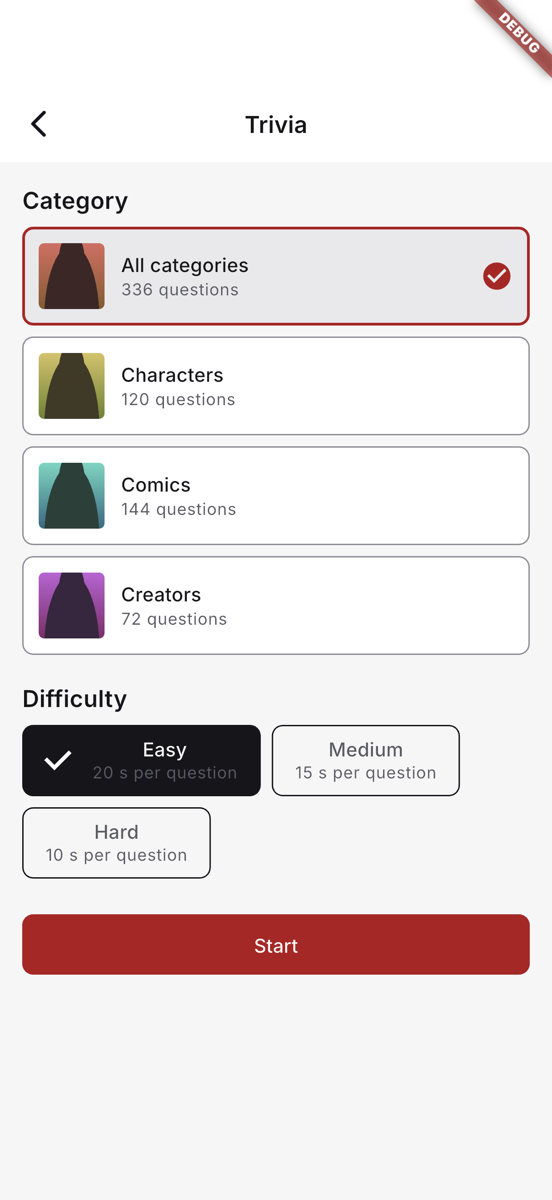 DEBUG
Trivia
Category
All categories
336 questions
Characters
120 questions
Comics
144 questions
Creators
72 questions
Difficulty
Easy
20 s per question
Medium
15 s per question
Hard
10 s per question
Start